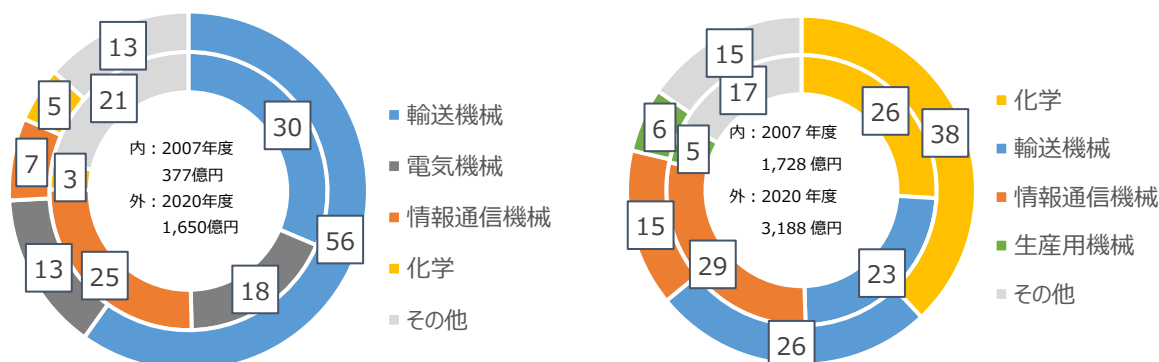 13
5
21
30
7
3
56
13
25
18
内：2007年度
377億円
外：2020年度
1,650億円
輸送機械
電気機械
情報通信機械
化学
その他
15
17
26
38
6
5
15
29
23
26
内：2007 年度
1,728 億円
外：2020 年度
3,188 億円
化学
輸送機械
情報通信機械
生産用機械
その他